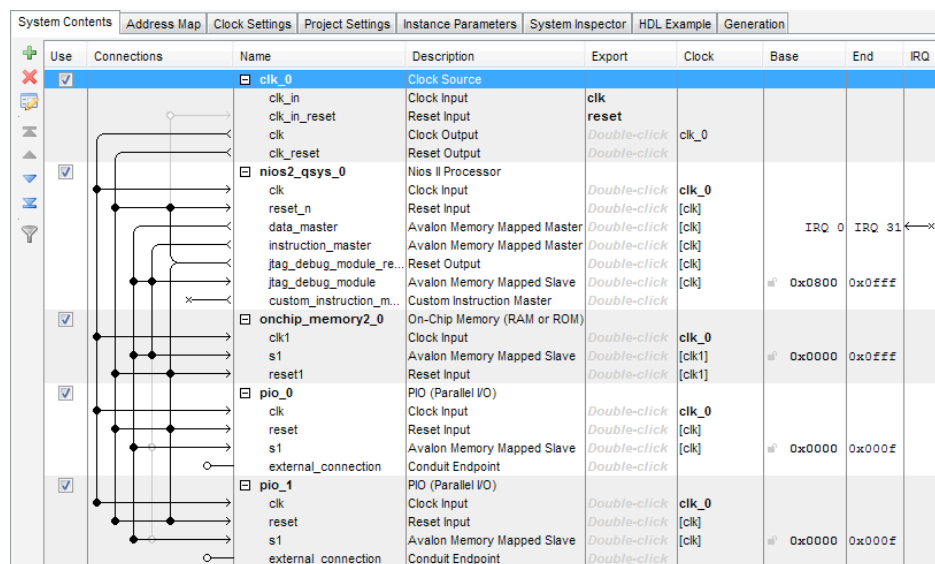 System Contents Address Map Clock Settings Project Settings Instance Parameters System Inspector HDL Example Generation
Use Connections Name Description Export Clock Base End IRQ
clk_0 Clock Source
clk_in Clock Input clk
clk_in_reset Reset Input reset
clk Clock Output Double-click clk_0
clk_reset Reset Output Double-click
nios2_qsys_0 Nios II Processor
clk Clock Input Double-click clk_0
reset_n Reset Input Double-click [clk]
data_master Avalon Memory Mapped Master Double-click [clk] IRQ 0 IRQ 31
instruction_master Avalon Memory Mapped Master Double-click [clk]
jtag_debug_module_re... Reset Output Double-click [clk]
jtag_debug_module Avalon Memory Mapped Slave Double-click [clk] 0x0800 0x0fff
custom_instruction_m... Custom Instruction Master Double-click
onchip_memory2_0 On-Chip Memory (RAM or ROM)
clk1 Clock Input Double-click clk_0
s1 Avalon Memory Mapped Slave Double-click [clk1] 0x0000 0x0fff
reset1 Reset Input Double-click [clk1]
pio_0 PIO (Parallel I/O)
clk Clock Input Double-click clk_0
reset Reset Input Double-click [clk]
s1 Avalon Memory Mapped Slave Double-click [clk] 0x0000 0x000f
external_connection Conduit Endpoint Double-click
pio_1 PIO (Parallel I/O)
clk Clock Input Double-click clk_0
reset Reset Input Double-click [clk]
s1 Avalon Memory Mapped Slave Double-click [clk] 0x0000 0x000f
external_connection Conduit Endpoint Double-click